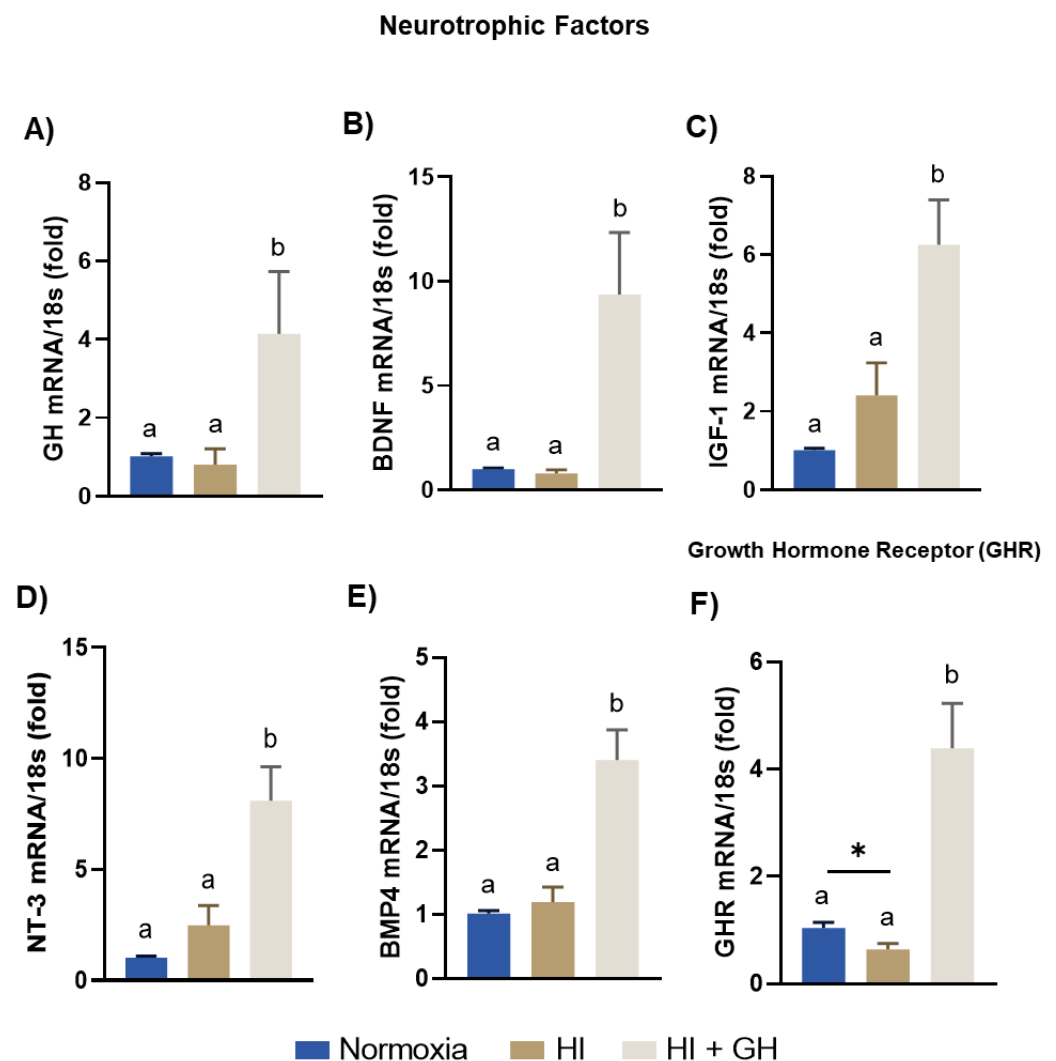 Neurotrophic Factors
A)
GH mRNA/18s (fold)
8
6
4
2
0
a
a
b
B)
BDNF mRNA/18s (fold)
15
10
5
0
a
a
b
C)
IGF-1 mRNA/18s (fold)
8
6
4
2
0
a
a
b
D)
NT-3 mRNA/18s (fold)
15
10
5
0
a
a
b
E)
BMP4 mRNA/18s (fold)
5
4
3
2
1
0
a
a
b
Growth Hormone Receptor (GHR)
F)
GHR mRNA/18s (fold)
6
4
2
0
a
*
a
b
Normoxia HI HI + GH